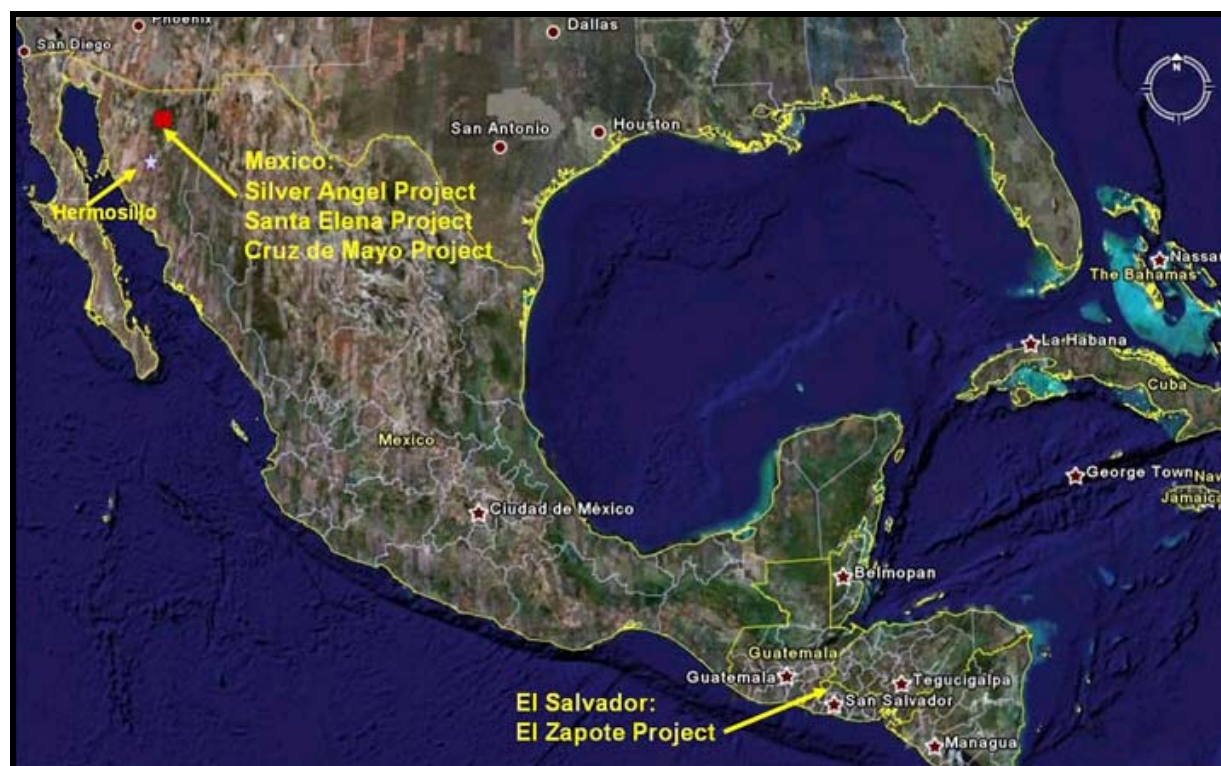 Phoenix
Dallas
San Diego
N
San Antonio
Houston
Mexico:
Silver Angel Project
Santa Elena Project
Cruz de Mayo Project
Hermosillo
Nassau
The Bahamas
La Habana
Cuba
Mexico
George Town
Nav
Jamaica
Ciudad de México
Belmopan
Guatemala
Guatemala
Tegucigalpa
El Salvador:
El Zapote Project
San Salvador
Managua